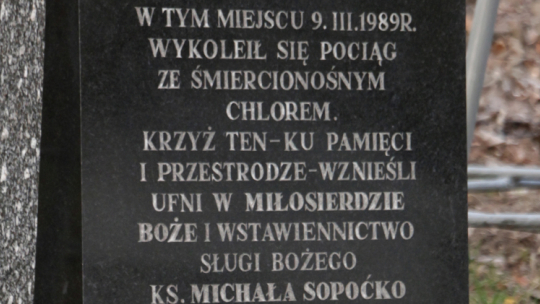 W TYM MIEJSCU 9.III.1989R.
WYKOLEIŁ SIĘ POCIĄG
ZE ŚMIERCIONOŚNYM
CHLOREM.
KRZYŻ TEN-KU PAMIĘCI
I PRZESTRODZE-WZNIEŚLI
UFNI W MIŁOSIERDZIE
BOŻE I WSTAWIENNICTWO
SŁUGI BOŻEGO
KS. MICHAŁA SOPOĆKO